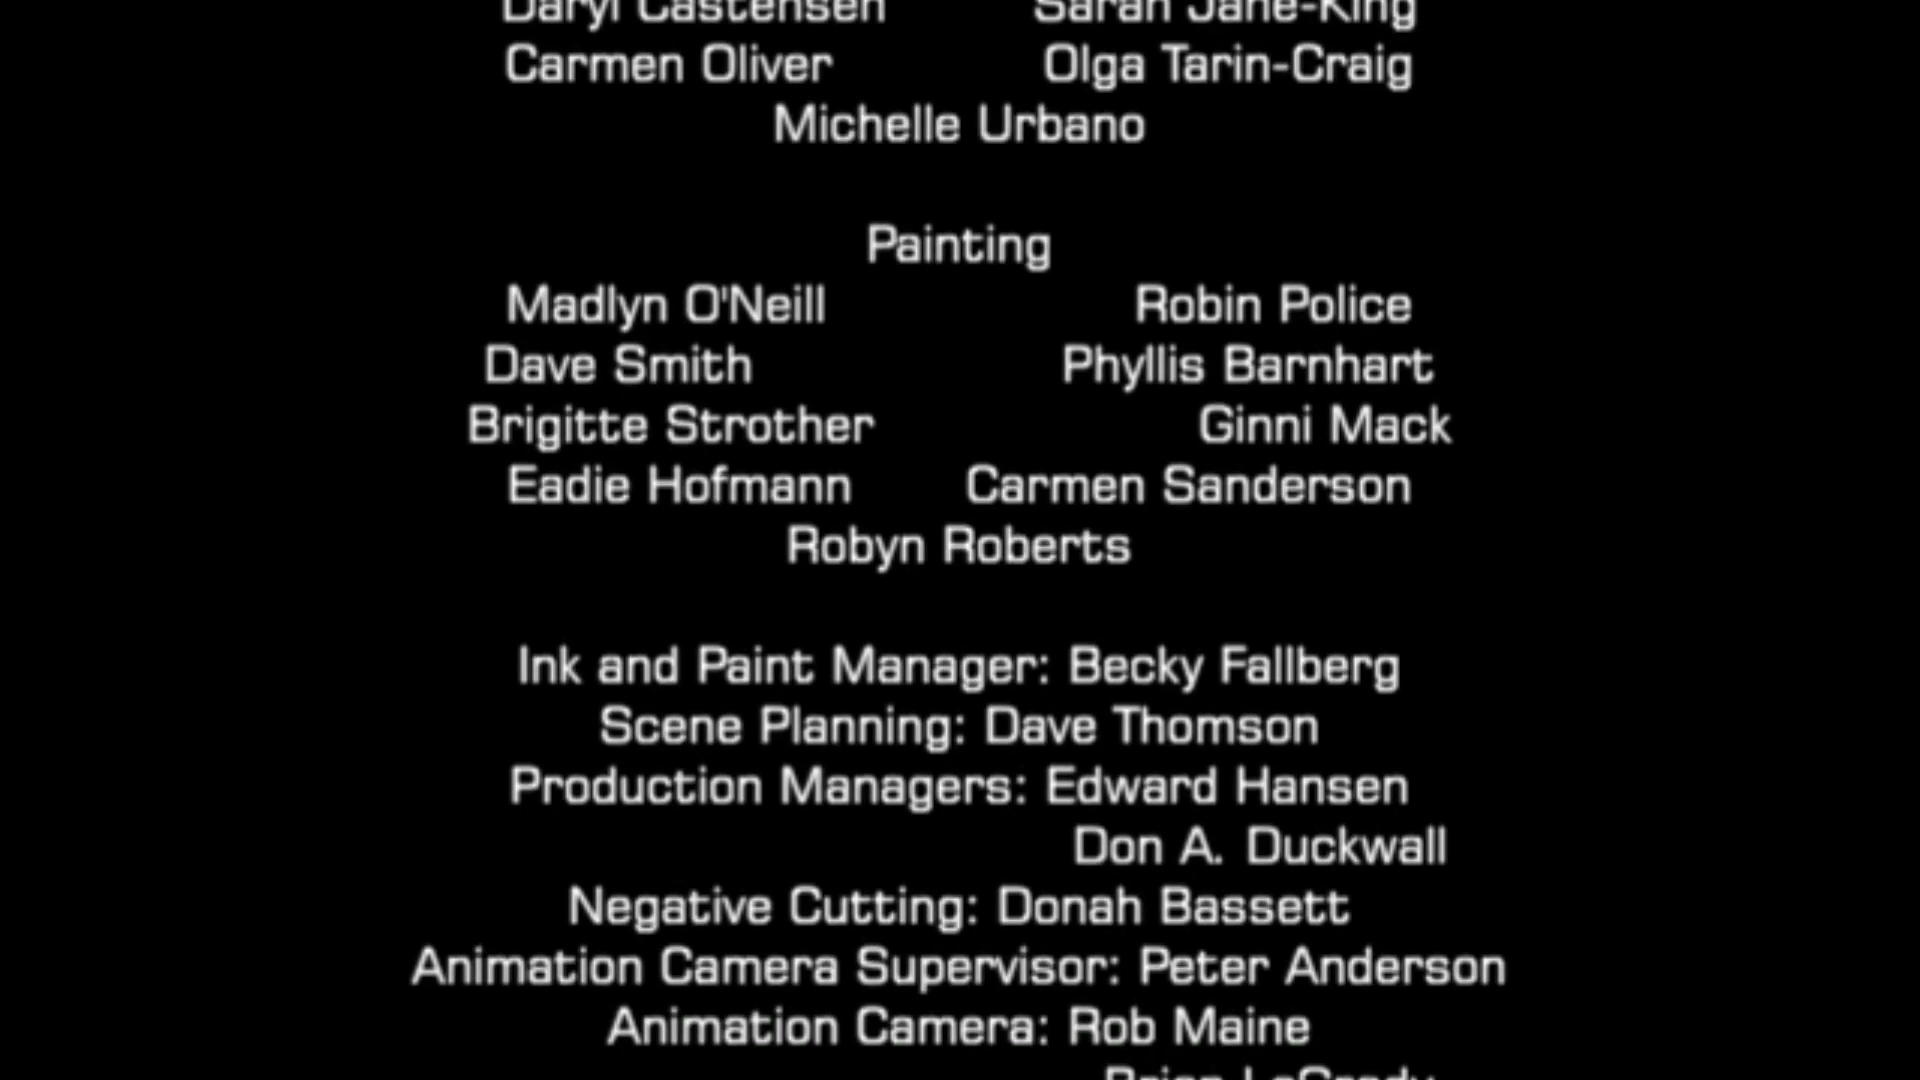 Daryl Castensen Sarah Jane-King
Carmen Oliver Olga Tarin-Craig
Michelle Urbano
Painting
Madlyn O'Neill Robin Police
Dave Smith Phyllis Barnhart
Brigitte Strother Ginni Mack
Eadie Hofmann Carmen Sanderson
Robyn Roberts
Ink and Paint Manager: Becky Fallberg
Scene Planning: Dave Thomson
Production Managers: Edward Hansen
Don A. Duckwall
Negative Cutting: Donah Bassett
Animation Camera Supervisor: Peter Anderson
Animation Camera: Rob Maine
Brian LeGrady